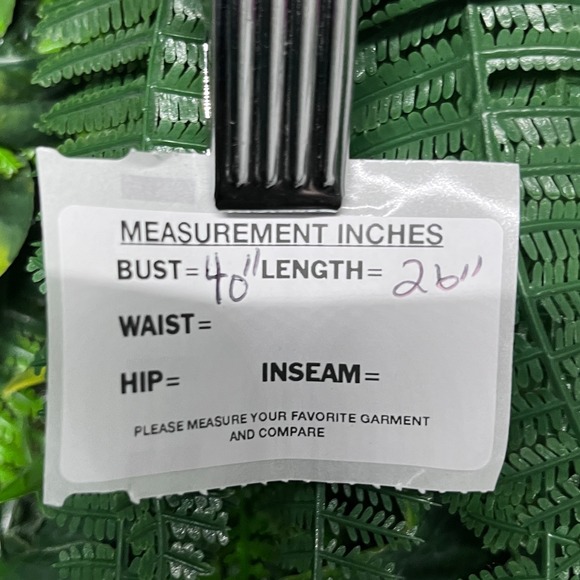 MEASUREMENT INCHES
BUST= 40" LENGTH= 26"
WAIST=
HIP= INSEAM=
PLEASE MEASURE YOUR FAVORITE GARMENT
AND COMPARE